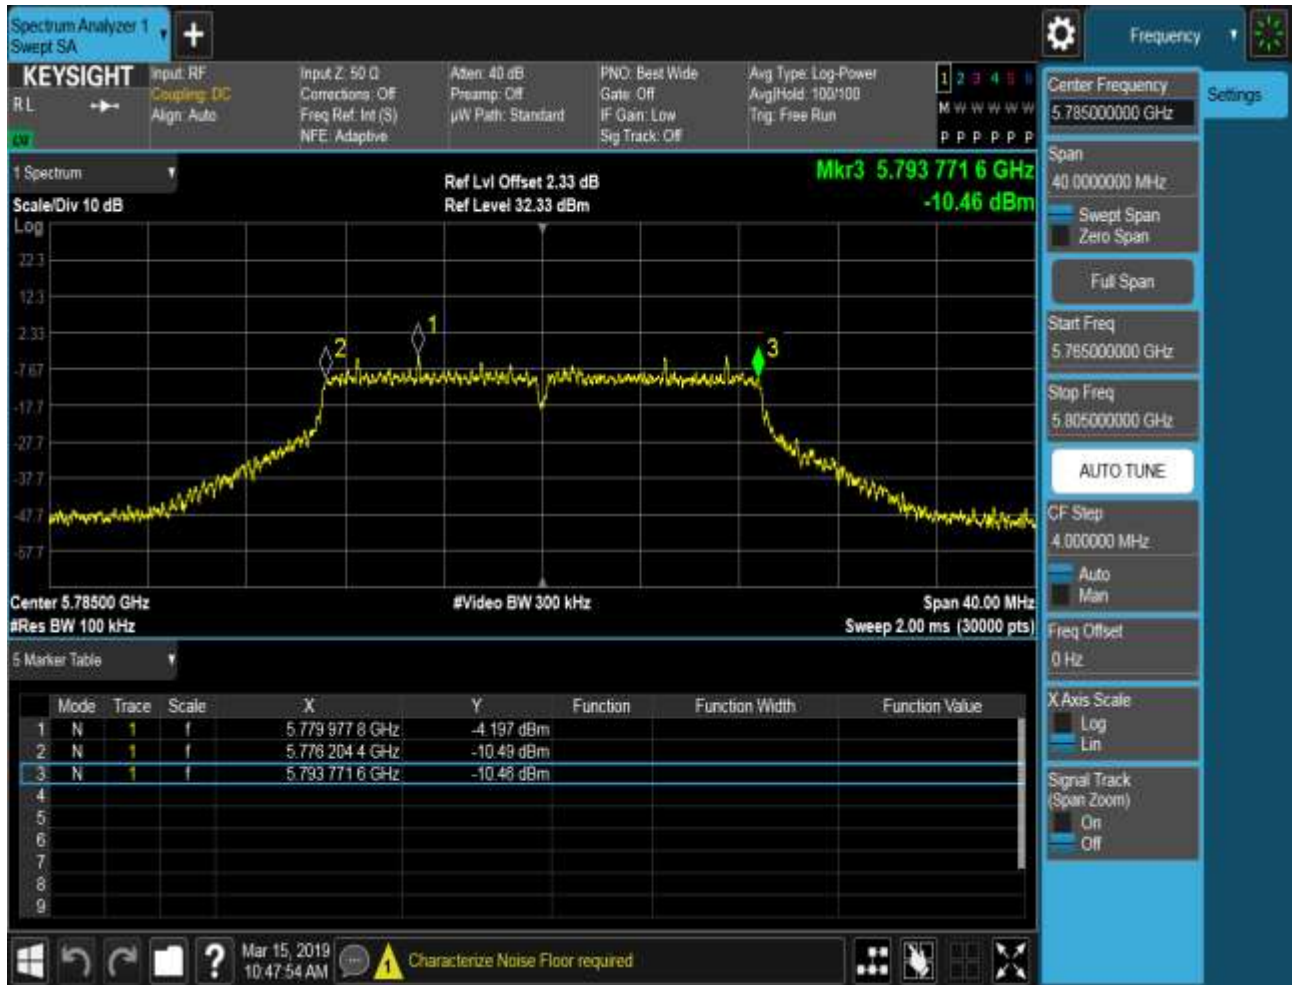 Spectrum Analyzer 1
Swept SA
+
Frequency
KEYSIGHT
RL
Input: RF
Coupling: DC
Align: Auto
Input Z: 50 Ω
Corrections: Off
Freq Ref: Int (S)
NFE: Adaptive
Atten: 40 dB
Preamp: Off
µW Path: Standard
PNO: Best Wide
Gate: Off
IF Gain: Low
Sig Track: Off
Avg Type: Log-Power
Avg|Hold: 100/100
Trig: Free Run
1 2 3 4 5 6
M W W W W W
P P P P P P
1 Spectrum
Scale/Div 10 dB
Ref Lvl Offset 2.33 dB
Ref Level 32.33 dBm
Mkr3 5.793 771 6 GHz
-10.46 dBm
Log
22.3
12.3
2.33
-7.67
-17.7
-27.7
-37.7
-47.7
-57.7
2
1
3
Center 5.78500 GHz
#Video BW 300 kHz
Span 40.00 MHz
#Res BW 100 kHz
Sweep 2.00 ms (30000 pts)
5 Marker Table
Mode Trace Scale X Y Function Function Width Function Value
1 N 1 f 5.779 977 8 GHz -4.197 dBm
2 N 1 f 5.776 204 4 GHz -10.49 dBm
3 N 1 f 5.793 771 6 GHz -10.46 dBm
4
5
6
7
8
9
?
Mar 15, 2019
10:47:54 AM
1
Characterize Noise Floor required
Center Frequency
5.785000000 GHz
Settings
Span
40.0000000 MHz
Swept Span
Zero Span
Full Span
Start Freq
5.765000000 GHz
Stop Freq
5.805000000 GHz
AUTO TUNE
CF Step
4.000000 MHz
Auto
Man
Freq Offset
0 Hz
X Axis Scale
Log
Lin
Signal Track
(Span Zoom)
On
Off